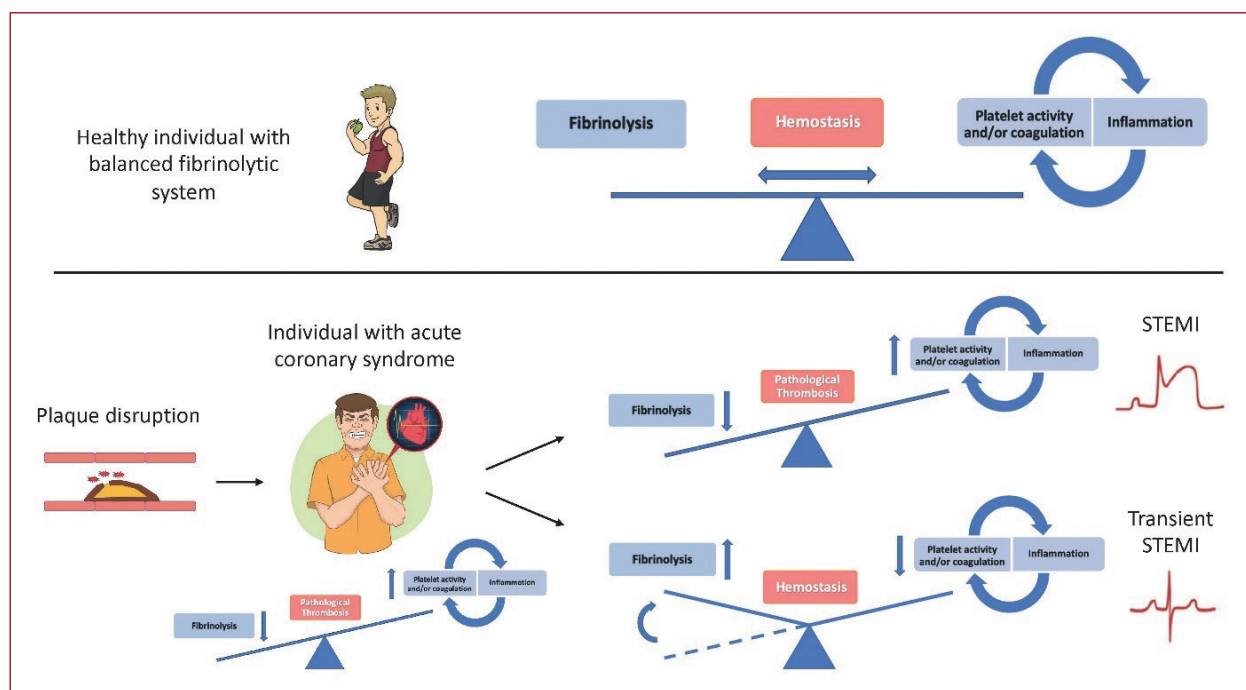 Healthy individual with
balanced fibrinolytic
system
Fibrinolysis
Hemostasis
Platelet activity
and/or coagulation
Inflammation
Plaque disruption
Individual with acute
coronary syndrome
Fibrinolysis
Pathological
Thrombosis
Platelet activity
and/or coagulation
Inflammation
Fibrinolysis
Pathological
Thrombosis
Platelet activity
and/or coagulation
Inflammation
STEMI
Fibrinolysis
Hemostasis
Platelet activity
and/or coagulation
Inflammation
Transient
STEMI